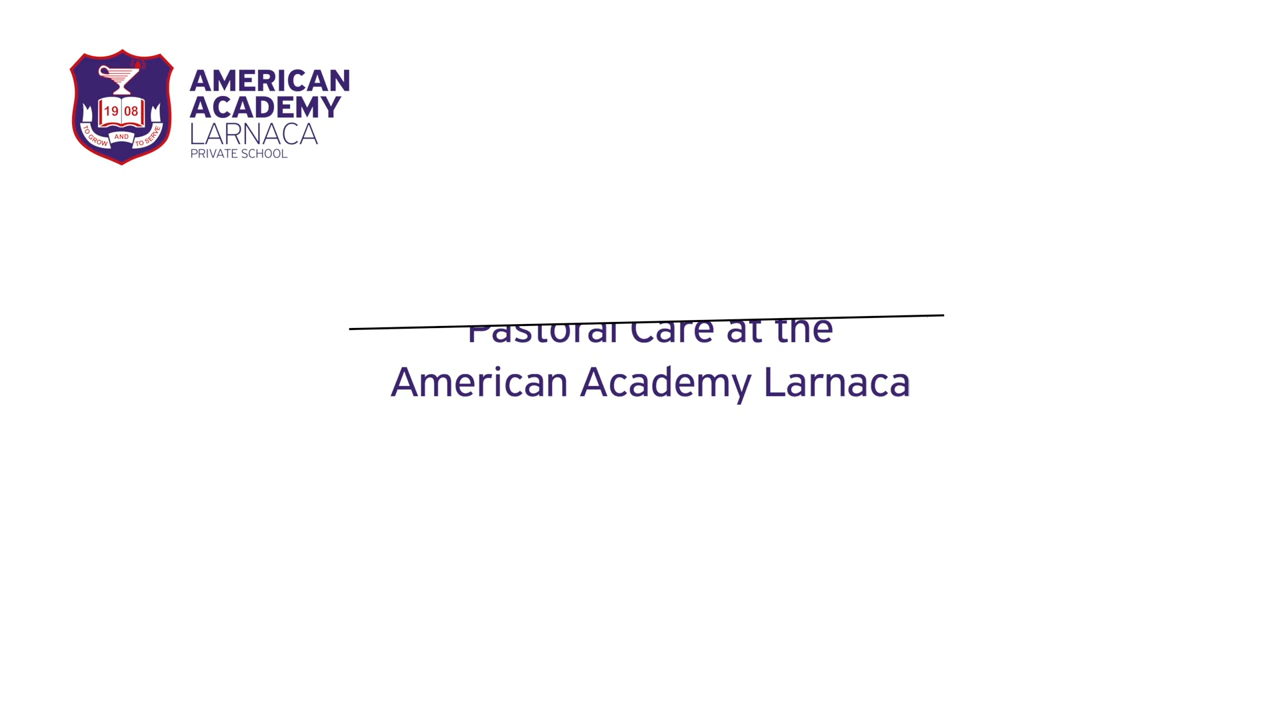 AMERICAN
ACADEMY
LARNACA
PRIVATE SCHOOL
19 08
TO GROW AND TO SERVE
Pastoral Care at the
American Academy Larnaca